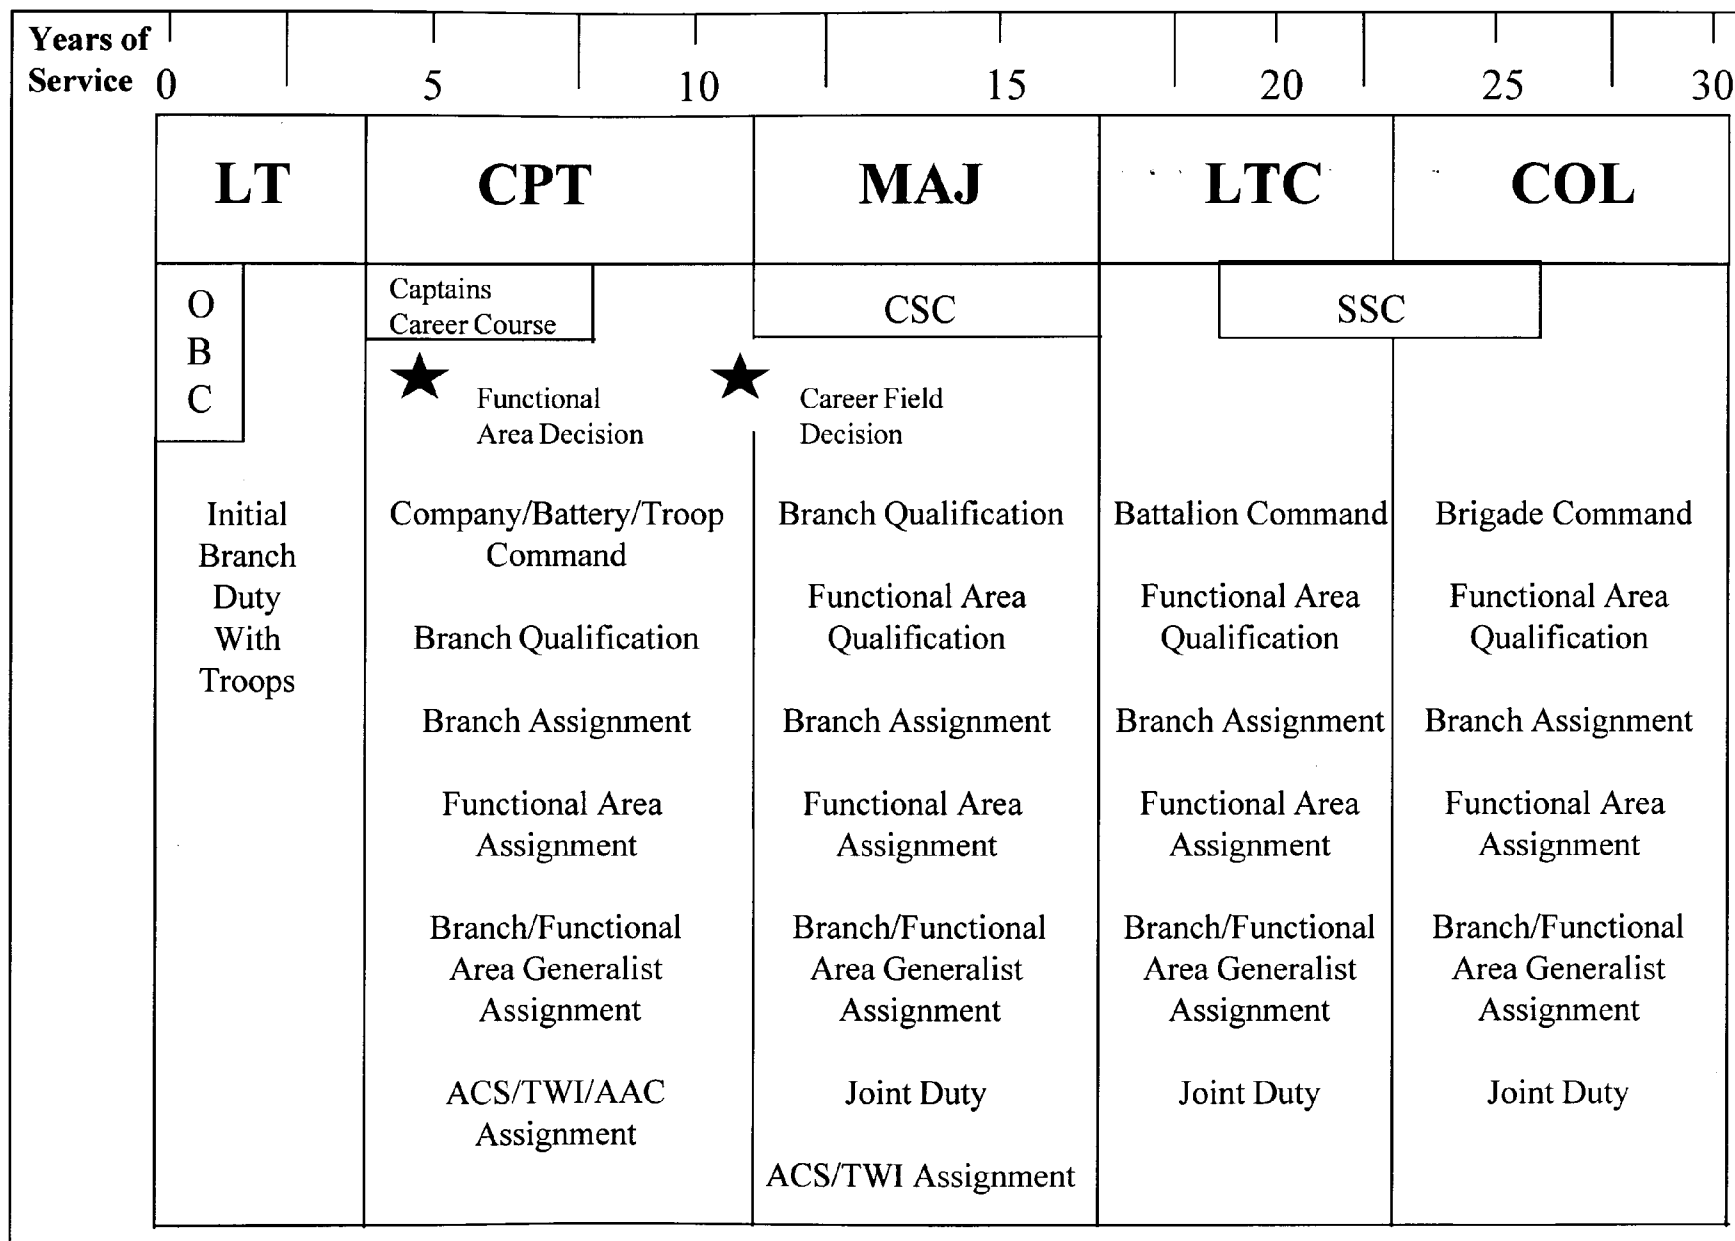 Years of
Service 0 5 10 15 20 25 30
LT CPT MAJ LTC COL
O
B
C
Captains
Career Course
CSC
SSC
Functional
Area Decision
Career Field
Decision
Initial
Branch
Duty
With
Troops
Company/Battery/Troop
Command
Branch Qualification
Branch Assignment
Functional Area
Assignment
Branch/Functional
Area Generalist
Assignment
ACS/TWI/AAC
Assignment
Branch Qualification
Functional Area
Qualification
Branch Assignment
Functional Area
Assignment
Branch/Functional
Area Generalist
Assignment
Joint Duty
ACS/TWI Assignment
Battalion Command
Functional Area
Qualification
Branch Assignment
Functional Area
Assignment
Branch/Functional
Area Generalist
Assignment
Joint Duty
Brigade Command
Functional Area
Qualification
Branch Assignment
Functional Area
Assignment
Branch/Functional
Area Generalist
Assignment
Joint Duty